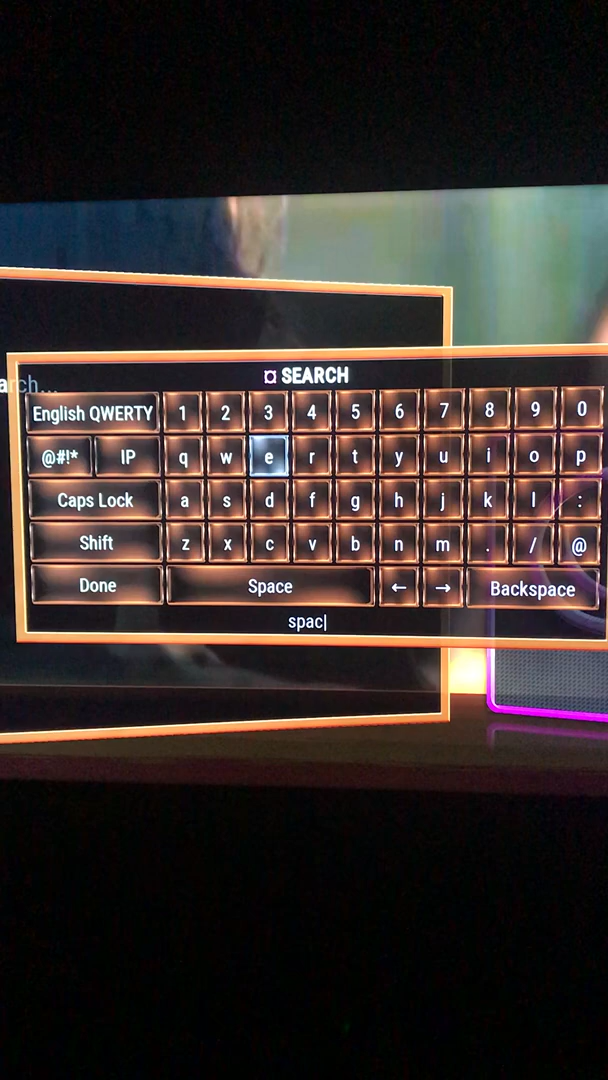 arch...
¤ SEARCH
English QWERTY 1 2 3 4 5 6 7 8 9 0
@#!* IP q w e r t y u i o p
Caps Lock a s d f g h j k l :
Shift z x c v b n m . / @
Done Space ← → Backspace
spac|